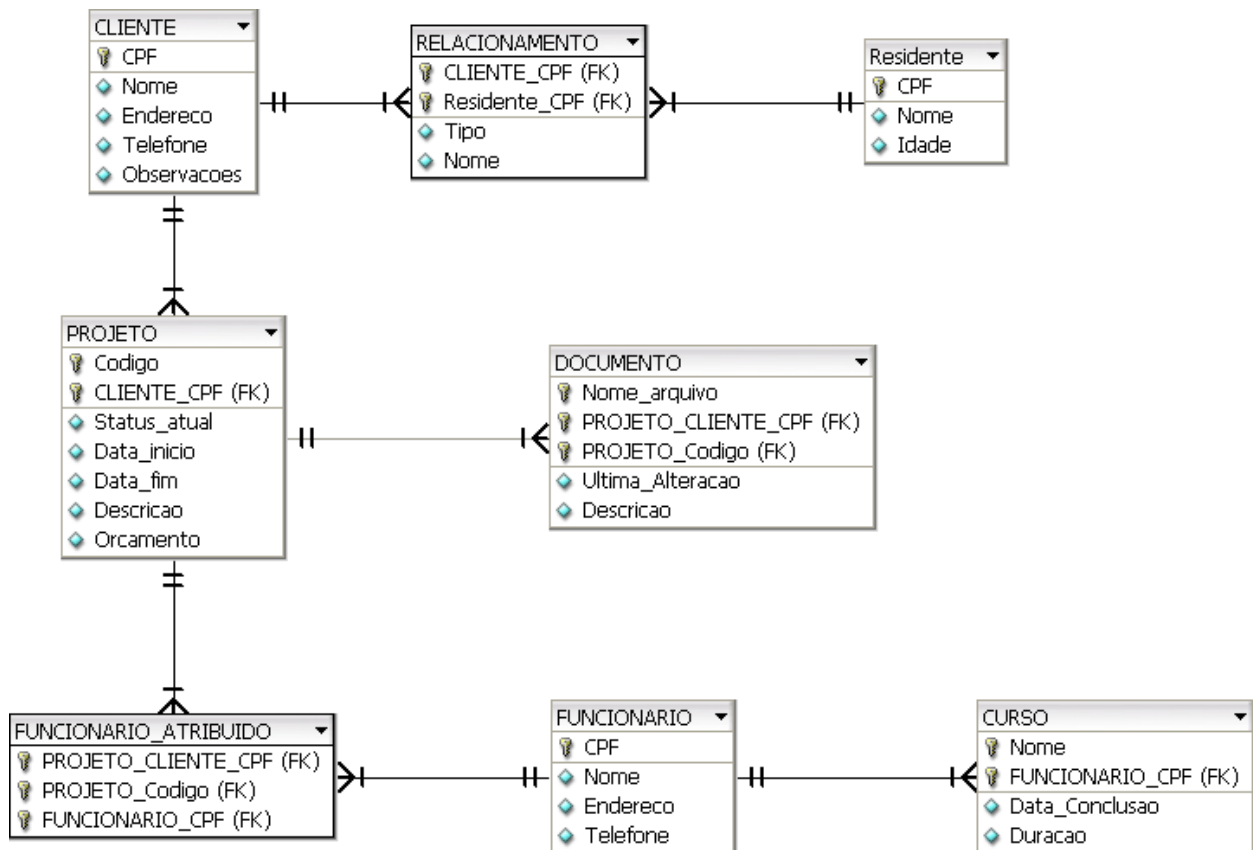 CLIENTE
CPF
Nome
Endereco
Telefone
Observacoes
RELACIONAMENTO
CLIENTE_CPF (FK)
Residente_CPF (FK)
Tipo
Nome
Residente
CPF
Nome
Idade
PROJETO
Codigo
CLIENTE_CPF (FK)
Status_atual
Data_inicio
Data_fim
Descricao
Orcamento
DOCUMENTO
Nome_arquivo
PROJETO_CLIENTE_CPF (FK)
PROJETO_Codigo (FK)
Ultima_Alteracao
Descricao
FUNCIONARIO_ATRIBUIDO
PROJETO_CLIENTE_CPF (FK)
PROJETO_Codigo (FK)
FUNCIONARIO_CPF (FK)
FUNCIONARIO
CPF
Nome
Endereco
Telefone
CURSO
Nome
FUNCIONARIO_CPF (FK)
Data_Conclusao
Duracao